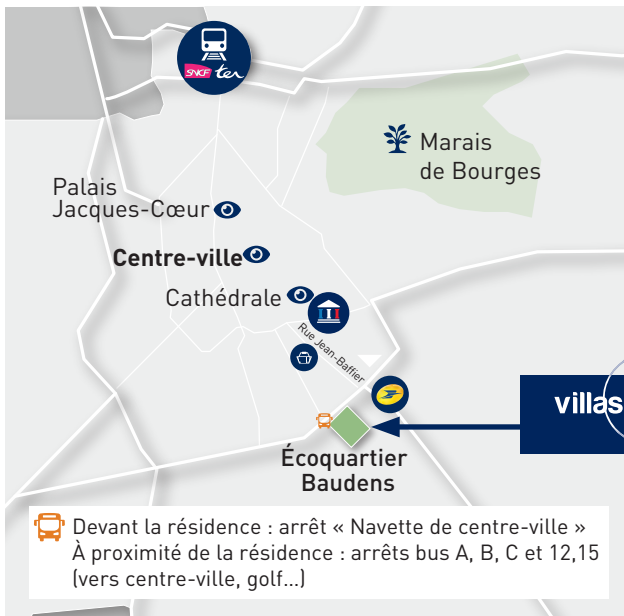 SNCF ter
Marais
de Bourges
Palais
Jacques-Cœur
Centre-ville
Cathédrale
Rue Jean-Baffier
villas
Écoquartier
Baudens
Devant la résidence : arrêt « Navette de centre-ville »
À proximité de la résidence : arrêts bus A, B, C et 12,15
(vers centre-ville, golf...)